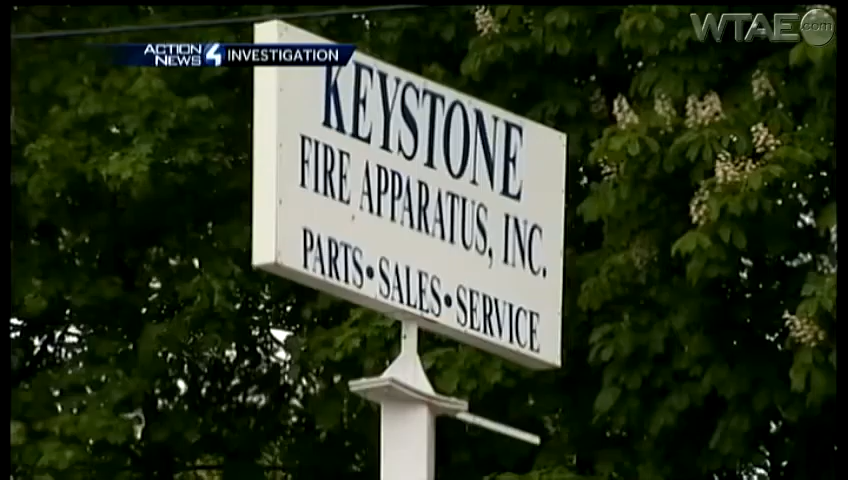 WTAE.com
ACTION NEWS 4 INVESTIGATION
KEYSTONE
FIRE APPARATUS, INC.
PARTS • SALES • SERVICE